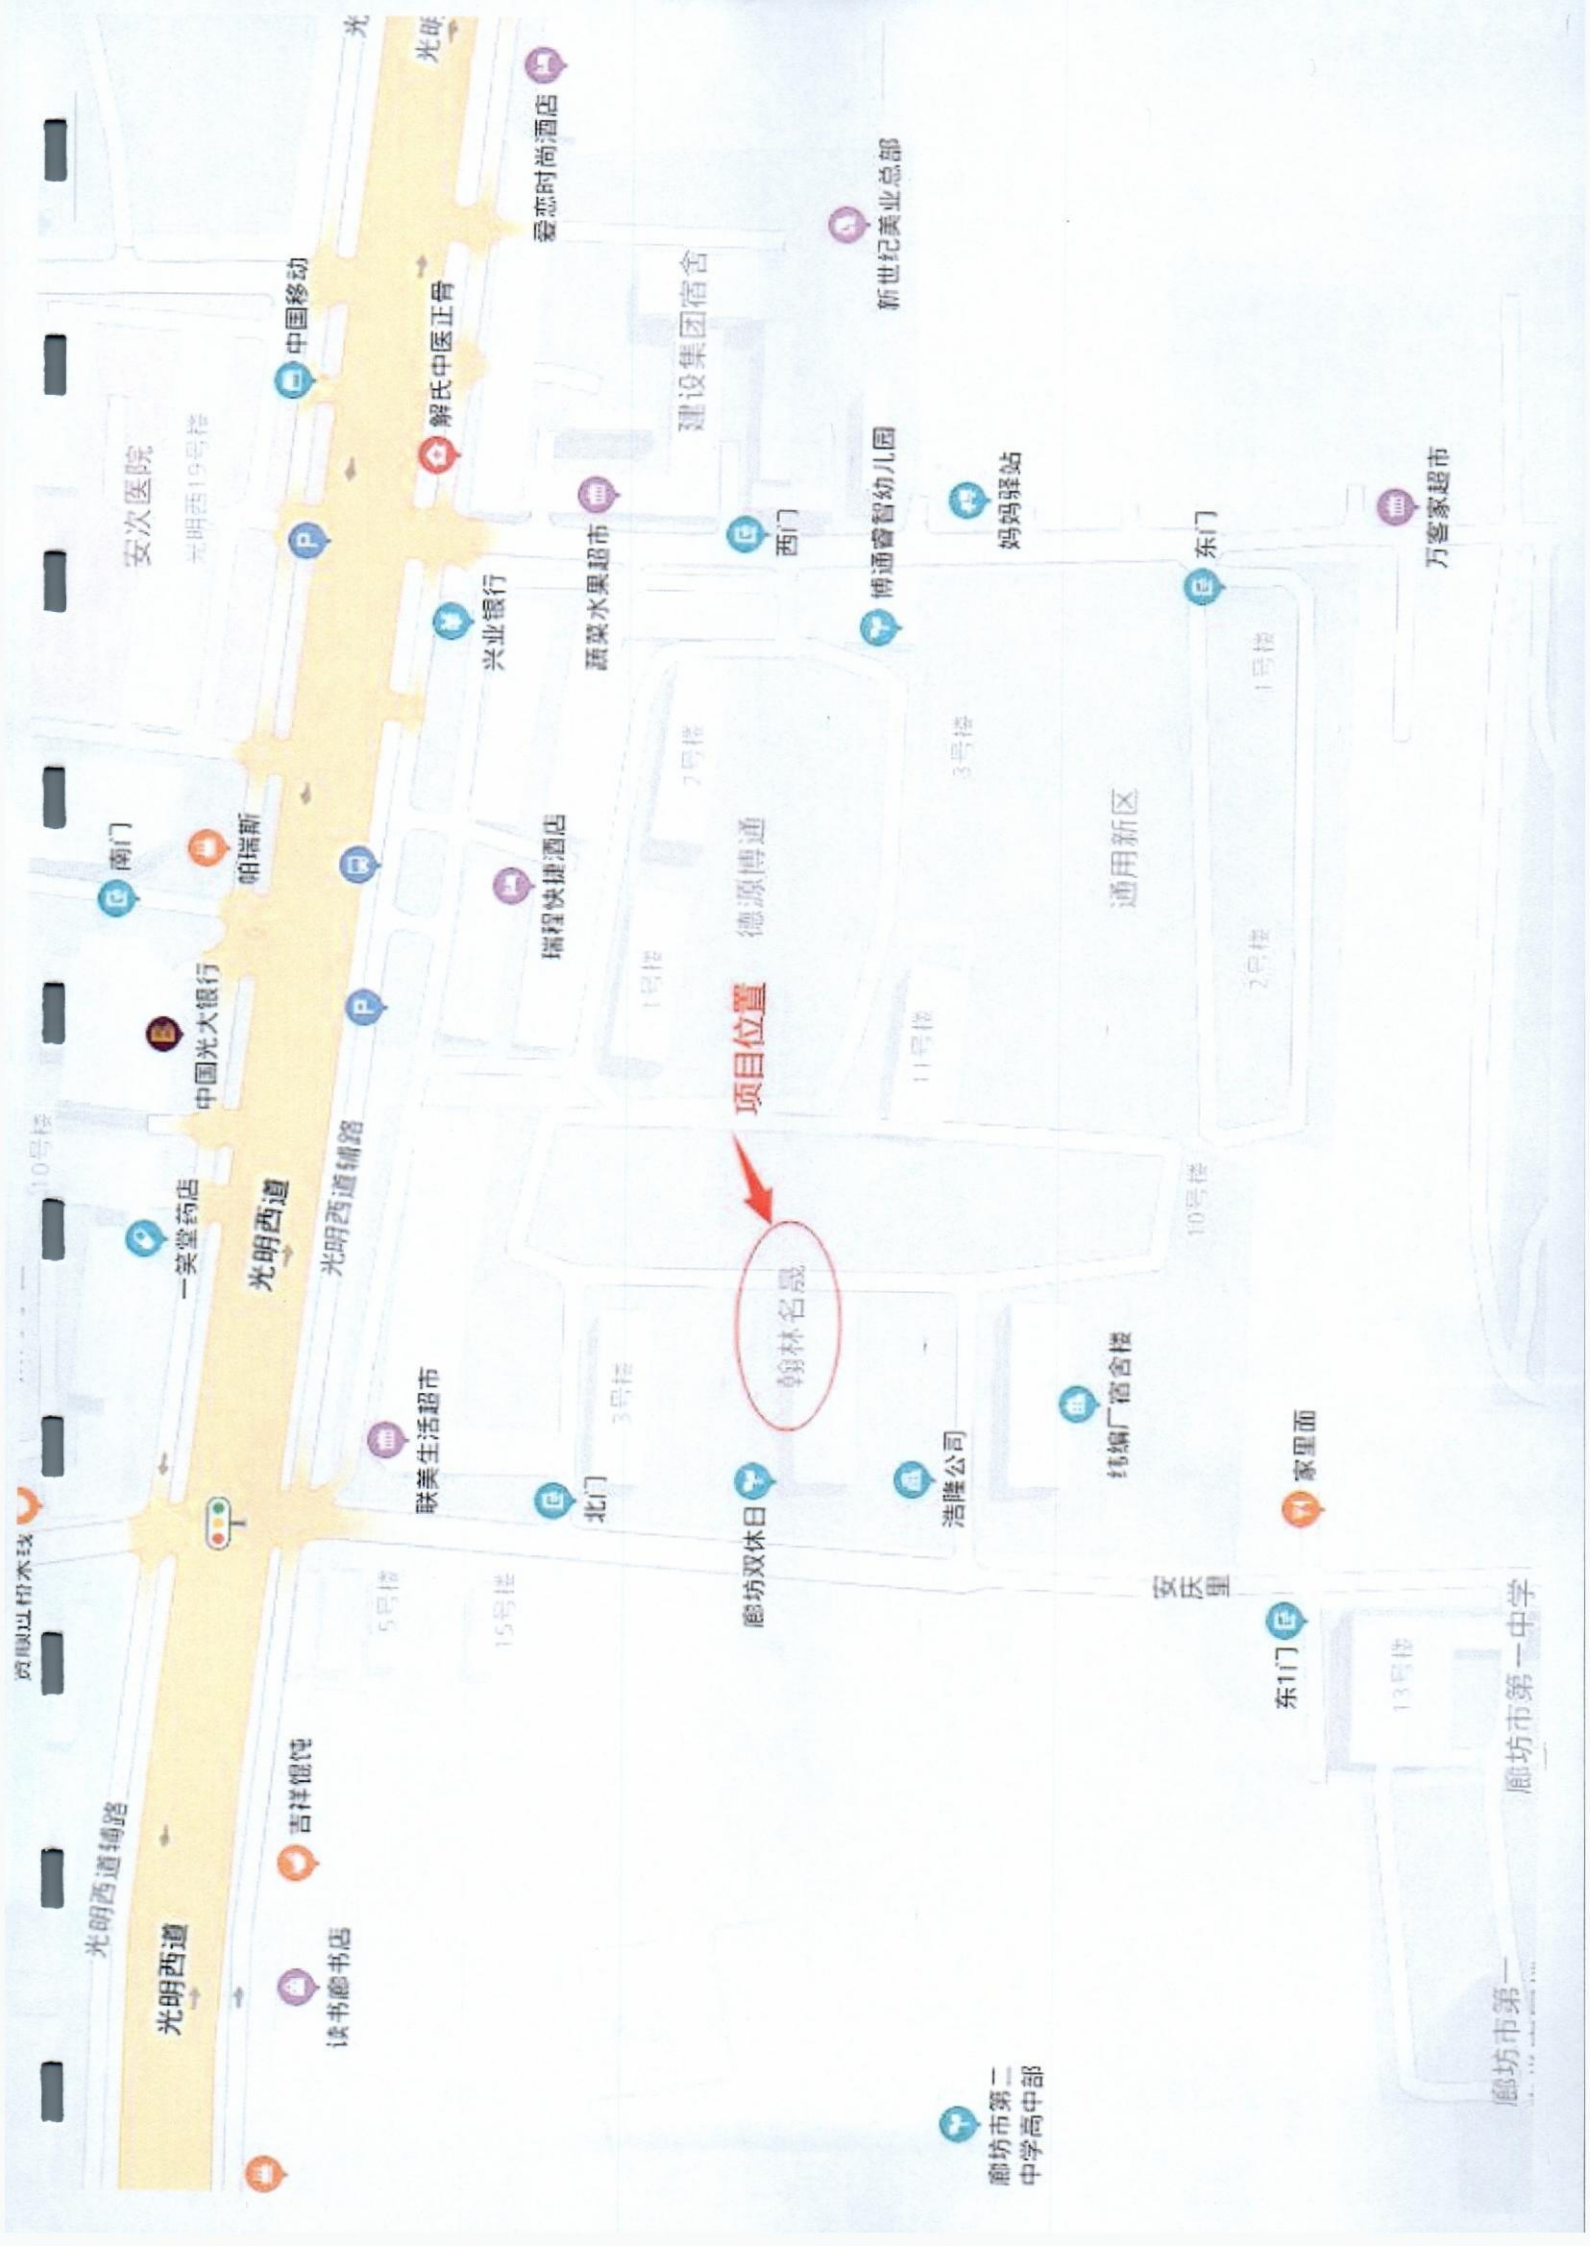 光明西道辅路
光明西道
读书廊书店
吉祥馄饨
光明西道
光明西道辅路
一笑堂药店
10号楼
中国光大银行
南门
帕瑞斯
P
P
安次医院
光明西19号楼
中国移动
解氏中医正骨
光
光明
爱恋时尚酒店
兴业银行
蔬菜水果超市
建设集团宿舍
西门
新世纪美业总部
博通睿智幼儿园
妈妈驿站
东门
万客家超市
联美生活超市
5号楼
15号楼
北门
3号楼
瑞程快捷酒店
1号楼
2号楼
德源博通
项目位置
翰林名晟
廊坊双休日
浩隆公司
11号楼
3号楼
通用新区
1号楼
2号楼
10号楼
纬编厂宿舍楼
家里面
安庆里
东1门
13号楼
廊坊市第一中学
廊坊市第一
廊坊市第二
中学高中部